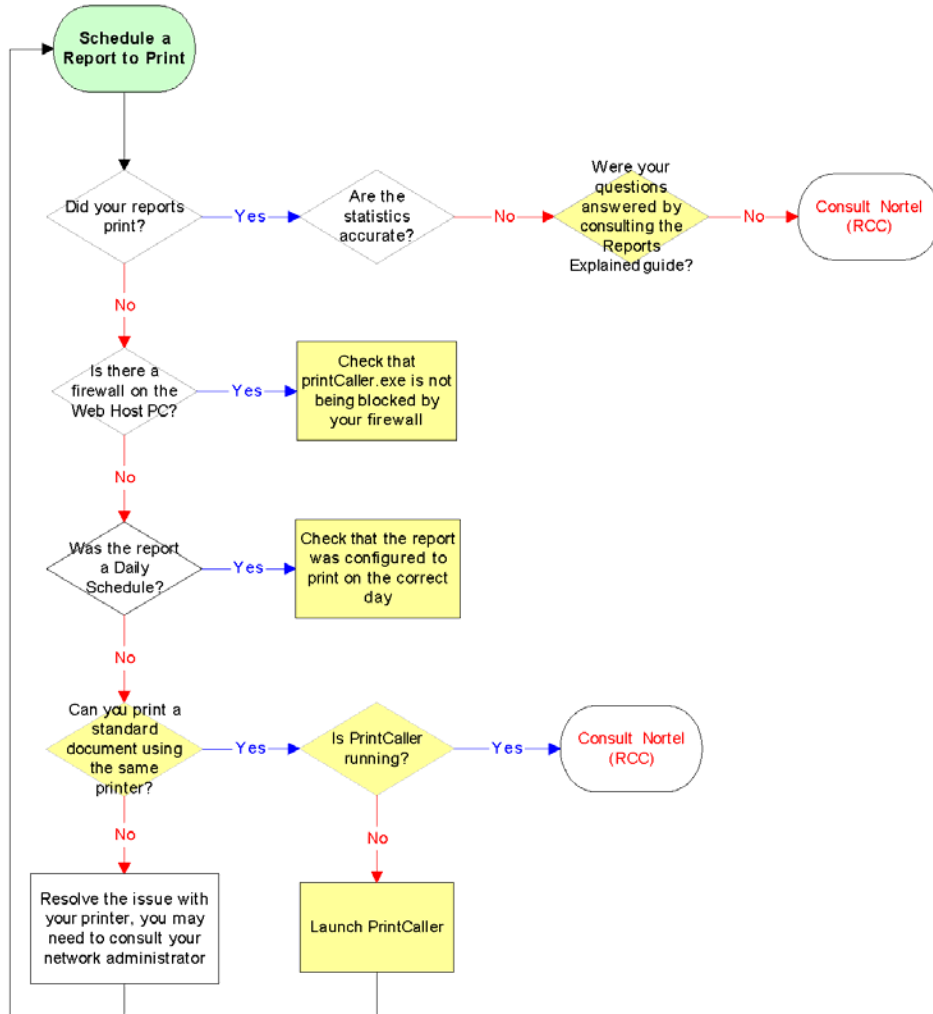 Schedule a
Report to Print
Did your reports
print?
Yes
Are the
statistics
accurate?
No
Were your
questions
answered by
consulting the
Reports
Explained guide?
No
Consult Nortel
(RCC)
No
Is there a
firewall on the
Web Host PC?
Yes
Check that
printCaller.exe is not
being blocked by
your firewall
No
Was the report
a Daily
Schedule?
Yes
Check that the report
was configured to
print on the correct
day
No
Can you print a
standard
document using
the same
printer?
Yes
Is PrintCaller
running?
Yes
Consult Nortel
(RCC)
No
No
Resolve the issue with
your printer, you may
need to consult your
network administrator
Launch PrintCaller